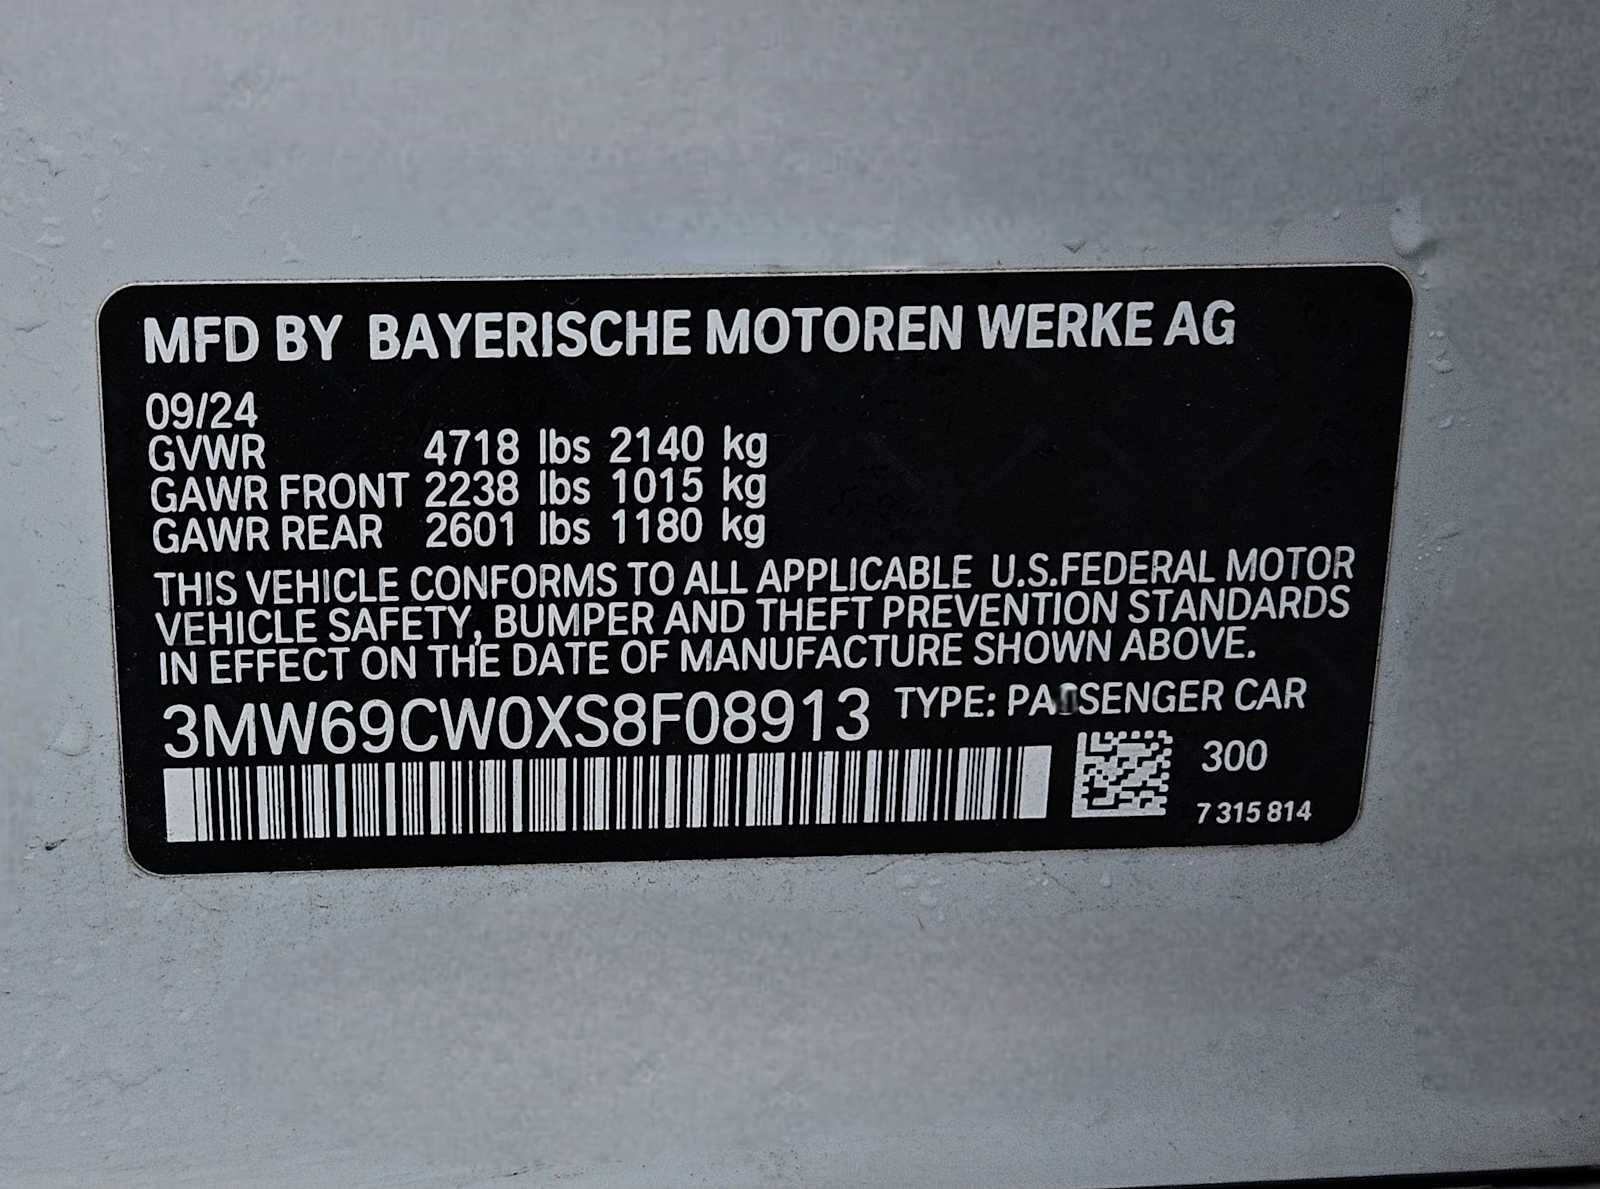 MFD BY BAYERISCHE MOTOREN WERKE AG
09/24
GVWR 4718 lbs 2140 kg
GAWR FRONT 2238 lbs 1015 kg
GAWR REAR 2601 lbs 1180 kg
THIS VEHICLE CONFORMS TO ALL APPLICABLE U.S.FEDERAL MOTOR
VEHICLE SAFETY, BUMPER AND THEFT PREVENTION STANDARDS
IN EFFECT ON THE DATE OF MANUFACTURE SHOWN ABOVE.
3MW69CW0XS8F08913 TYPE: PASSENGER CAR
300
7 315 814